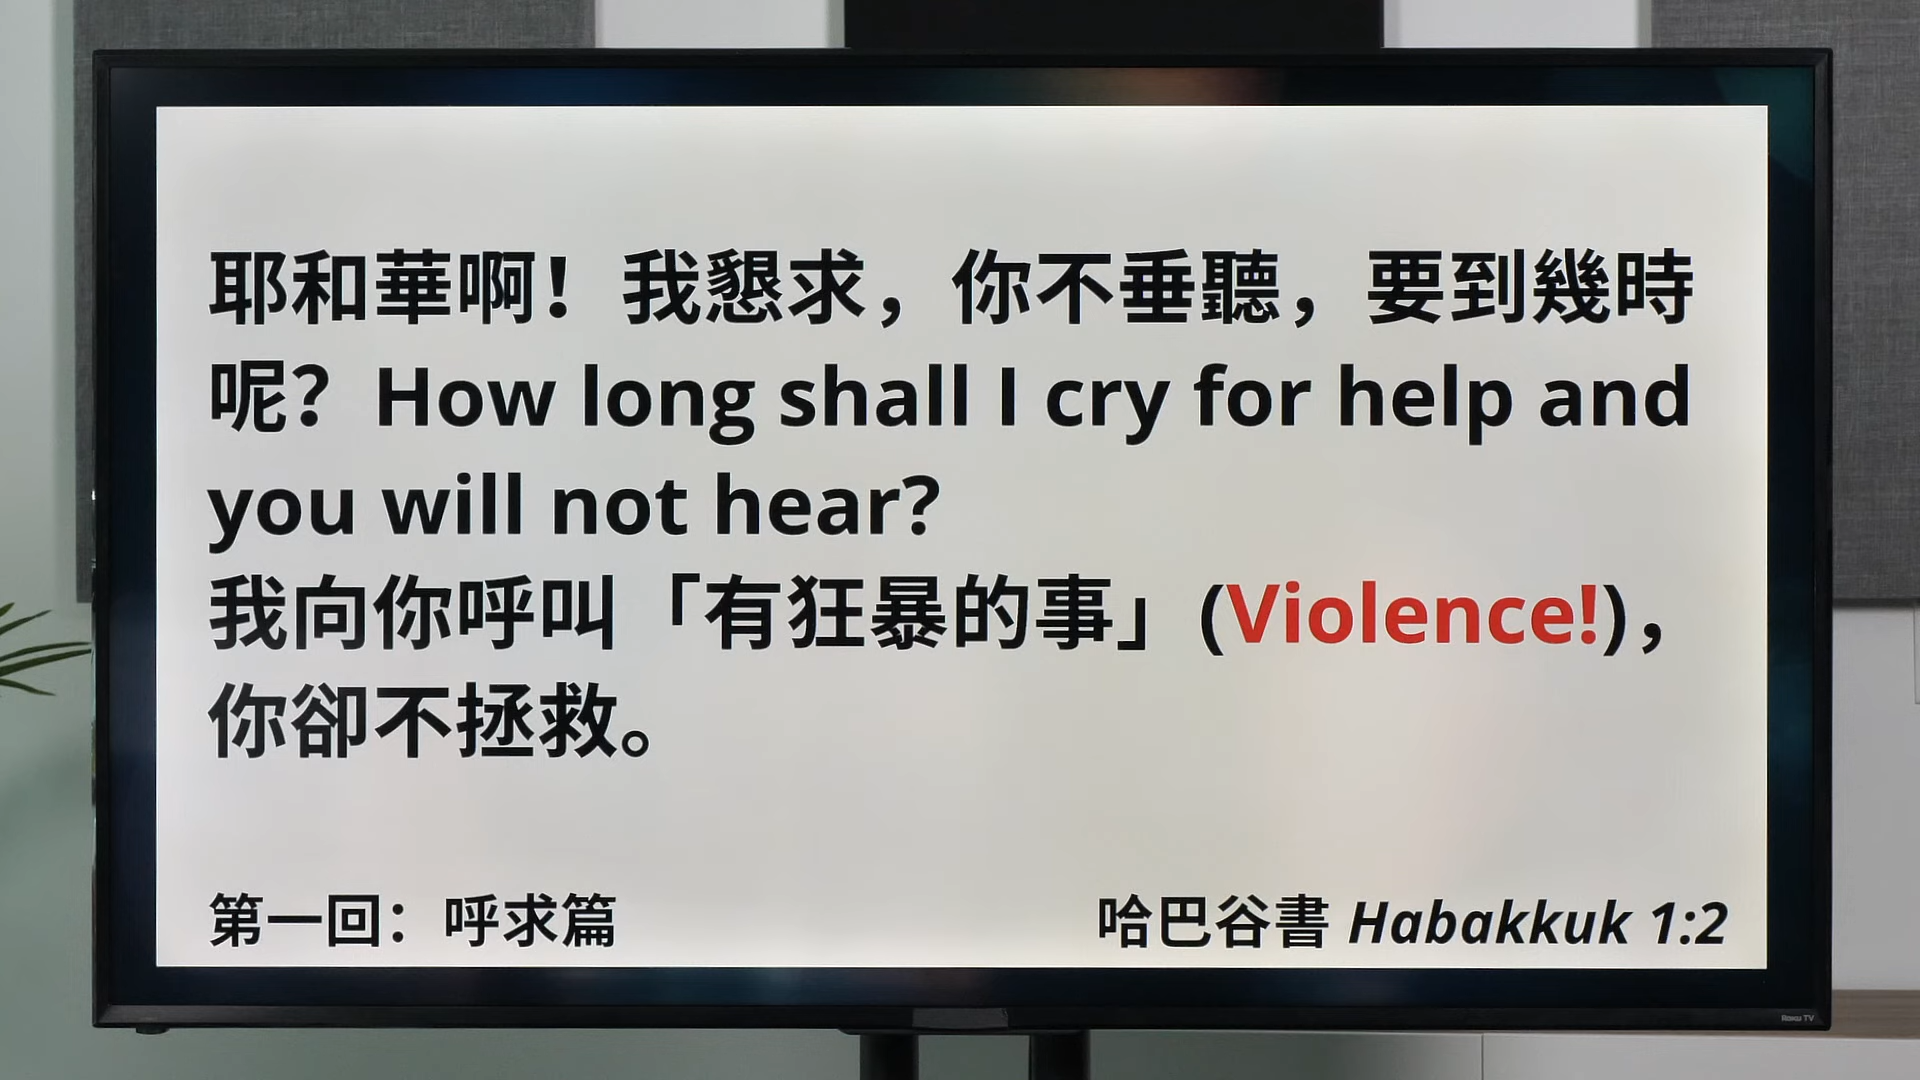 耶和華啊！我懇求，你不垂聽，要到幾時
呢？How long shall I cry for help and
you will not hear?
我向你呼叫「有狂暴的事」(Violence!)，
你卻不拯救。
第一回：呼求篇
哈巴谷書 Habakkuk 1:2
Roku TV